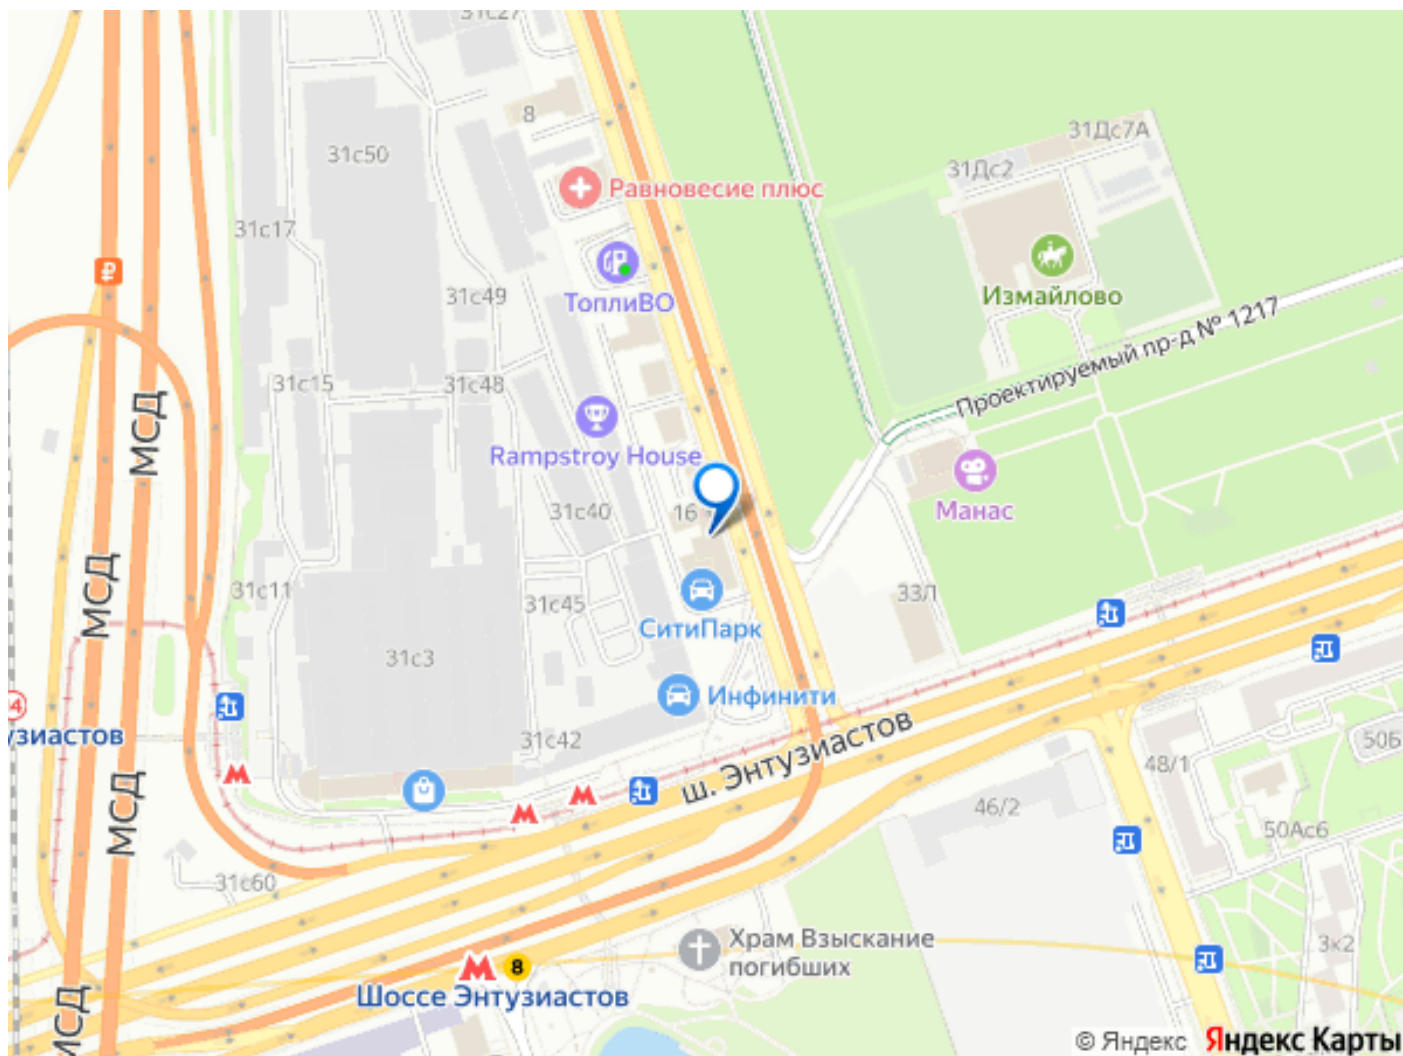 31с27
8
31Дс7А
31с50
31Дс2
Равновесие плюс
31с17
₽
31с49
ТоплиВО
Измайлово
Проектируемый пр-д № 1217
31с15
31с48
МСД
Rampstroy House
Манас
31с40
16
МСД
31с11
31с45
33Л
СитиПарк
31с3
Инфинити
4
узиастов
31с42
ш. Энтузиастов
50Б
48/1
МСД
46/2
50Ас6
31с60
Храм Взыскание
погибших
3к2
8
Шоссе Энтузиастов
МСД
© Яндекс Яндекс Карты